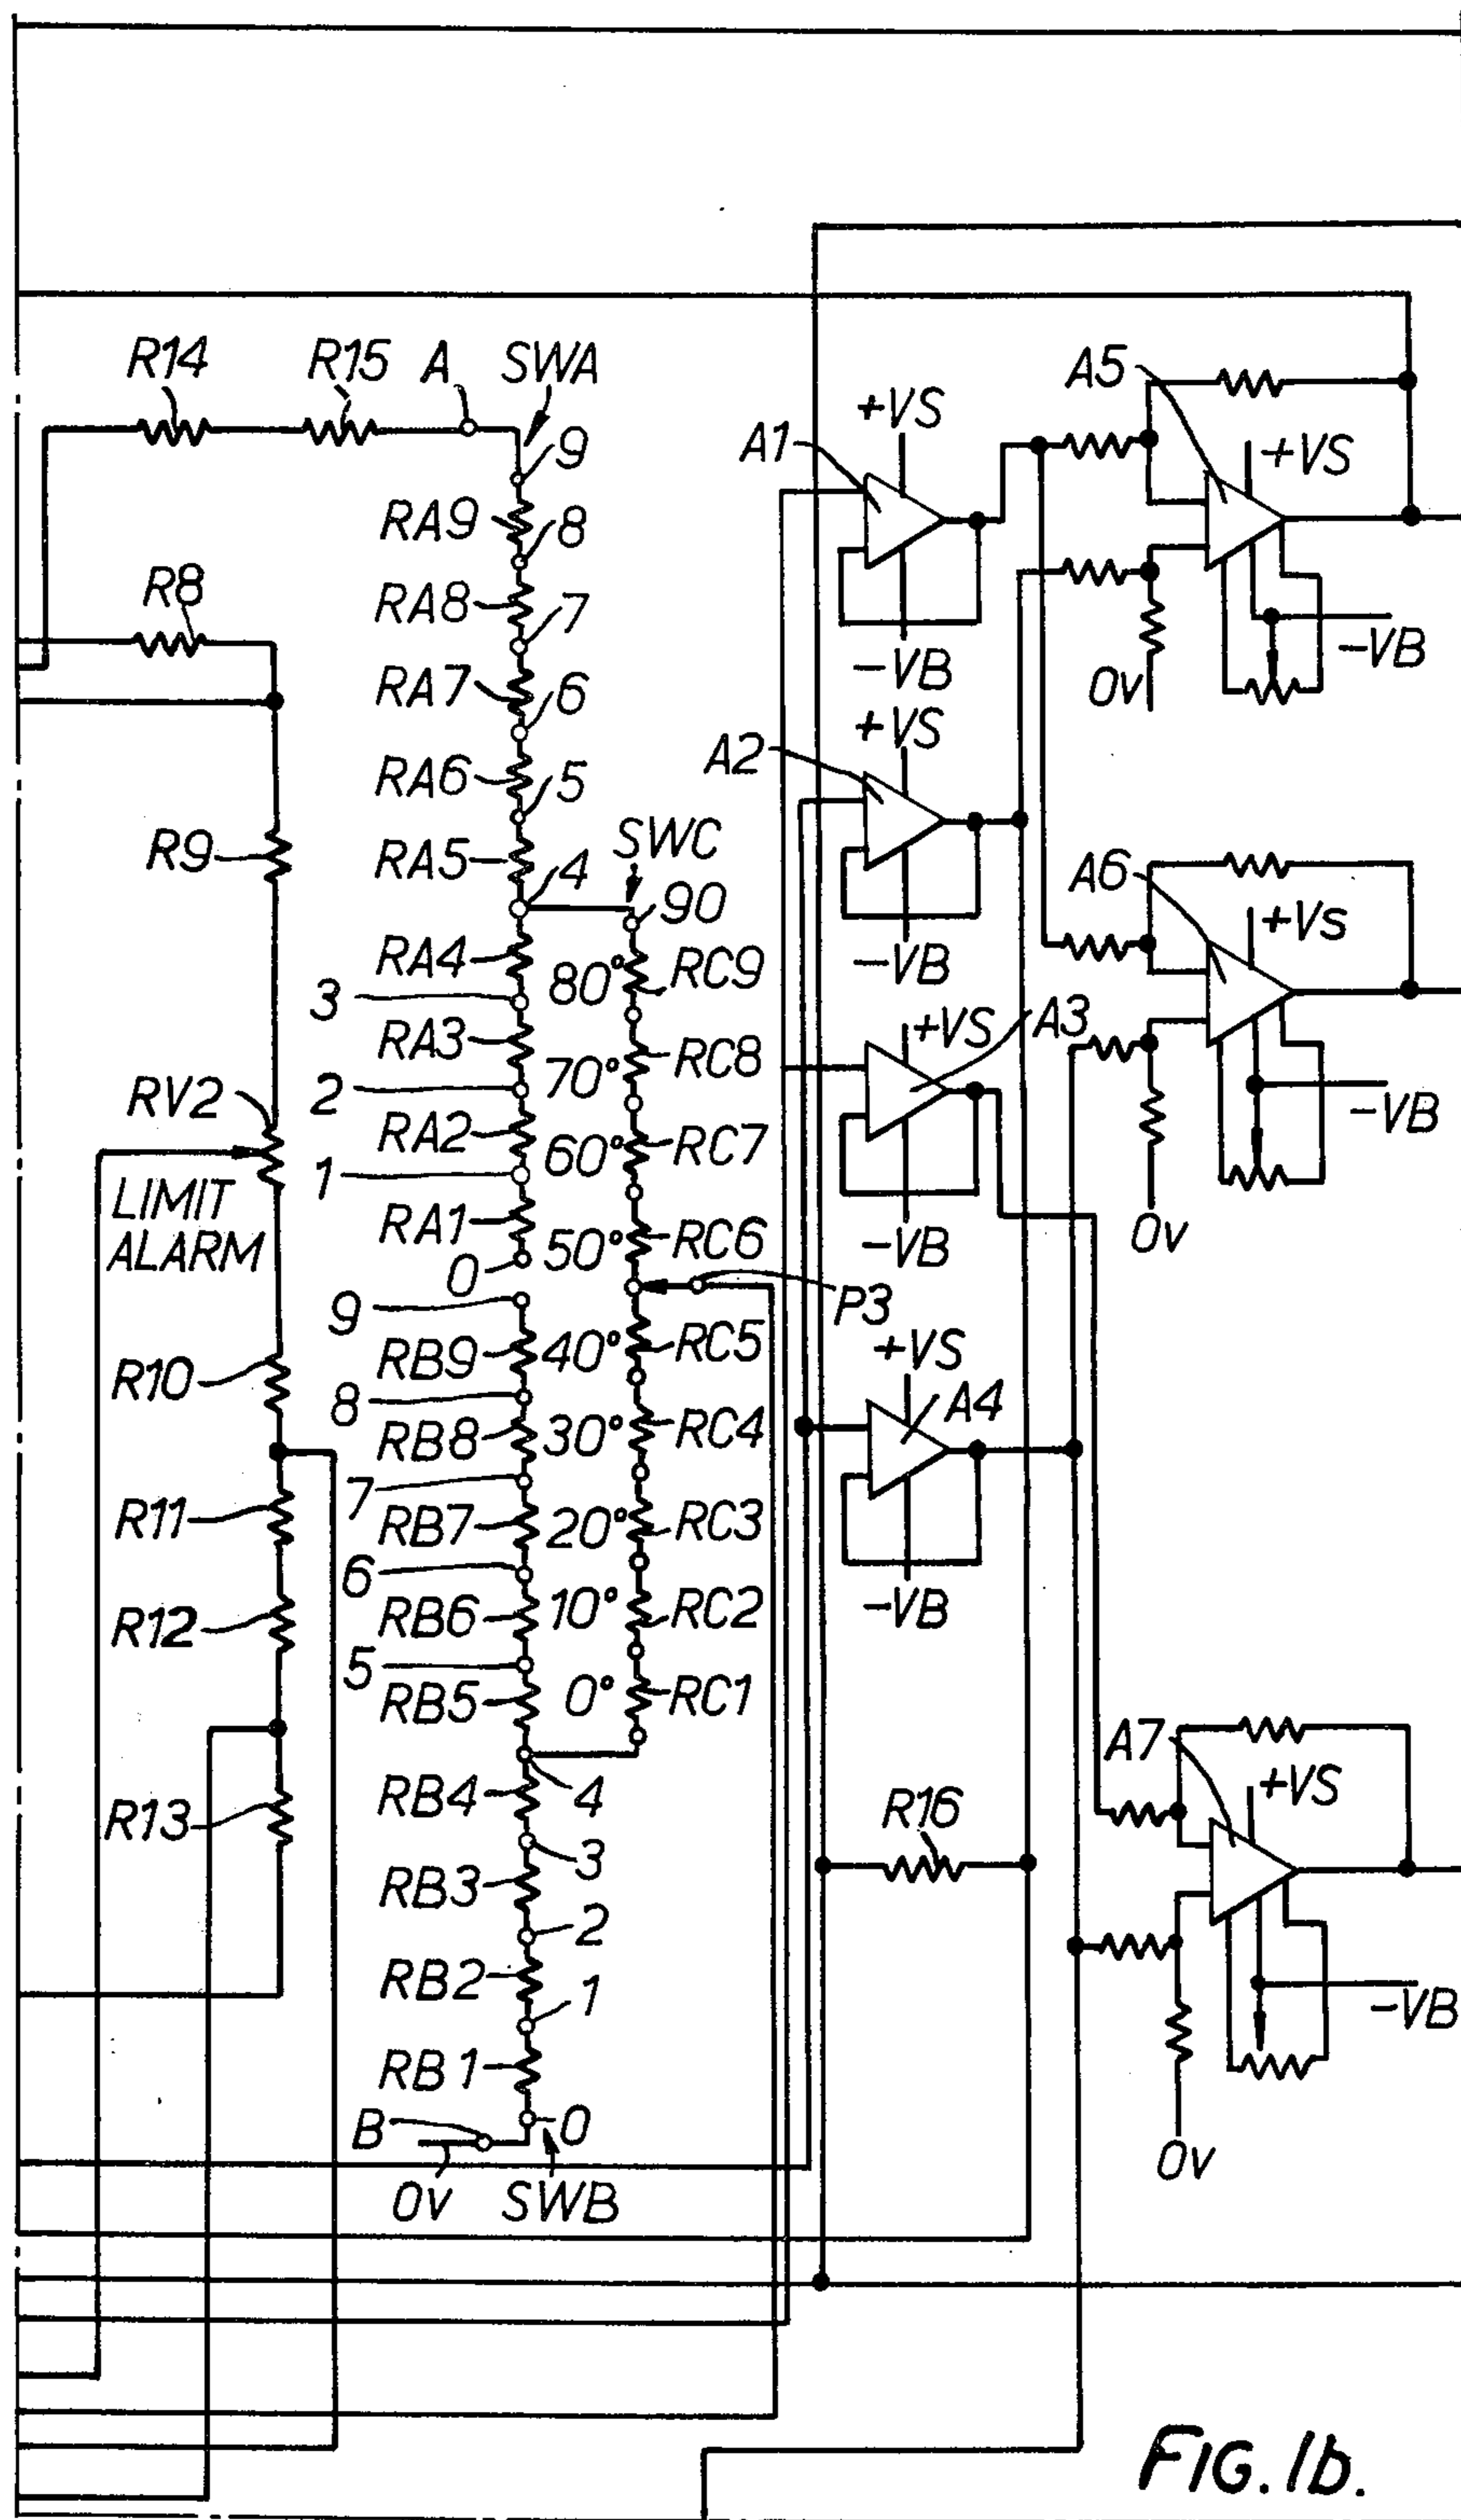 R14
R15
A
SWA
9
RA9
8
R8
RA8
7
RA7
6
RA6
5
R9
RA5
4
SWC
90
RA4
80°
RC9
3
RA3
70°
RC8
RV2
2
RA2
60°
RC7
1
LIMIT
ALARM
RA1
50°
RC6
0
P3
9
RB9
40°
RC5
R10
8
RB8
30°
RC4
7
R11
RB7
20°
RC3
6
R12
RB6
10°
RC2
5
RB5
0°
RC1
RB4
4
R13
3
RB3
2
RB2
1
RB1
B
0
0V
SWB
A1
+VS
-VB
A2
+VS
-VB
+VS
A3
-VB
+VS
A4
-VB
R16
A5
+VS
-VB
0V
A6
+VS
-VB
0V
A7
+VS
-VB
0V
FIG. 1b.